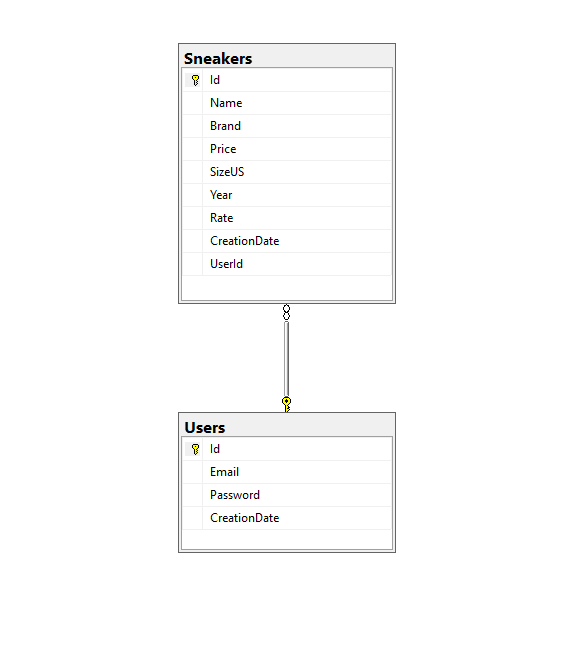 Sneakers
Id
Name
Brand
Price
SizeUS
Year
Rate
CreationDate
UserId
Users
Id
Email
Password
CreationDate